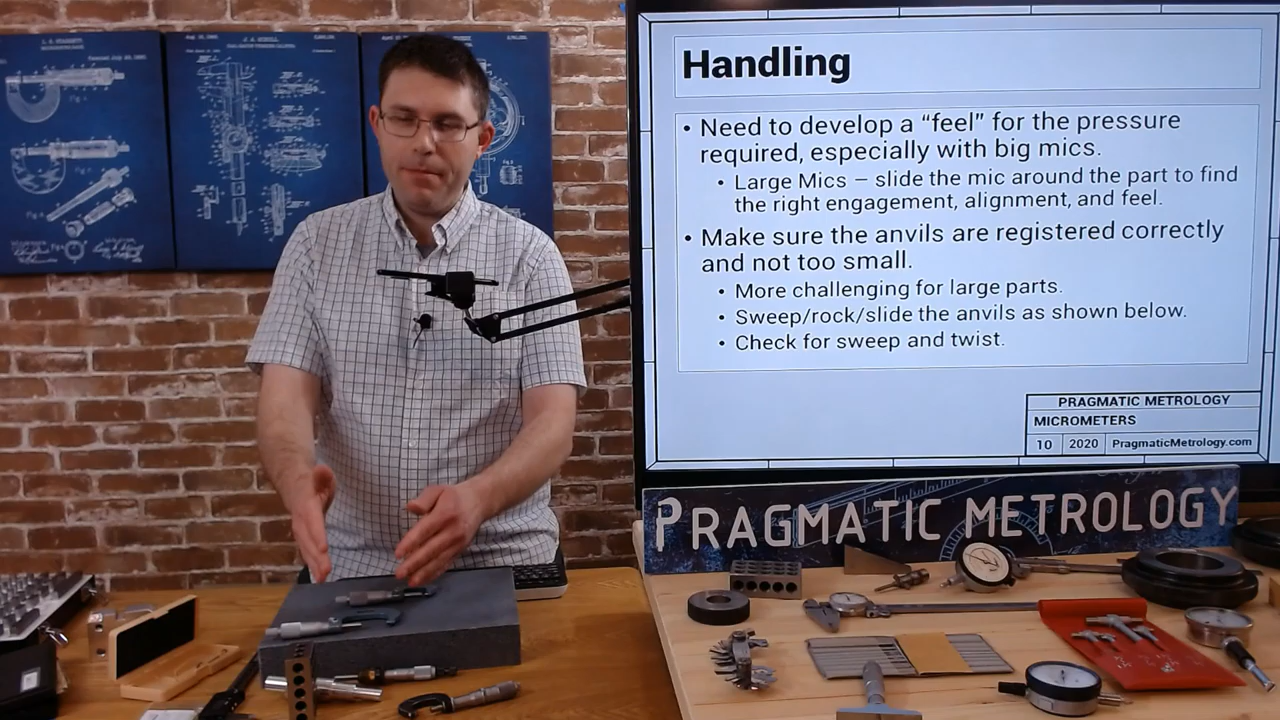 Handling
• Need to develop a “feel” for the pressure
required, especially with big mics.
• Large Mics – slide the mic around the part to find
the right engagement, alignment, and feel.
• Make sure the anvils are registered correctly
and not too small.
• More challenging for large parts.
• Sweep/rock/slide the anvils as shown below.
• Check for sweep and twist.
PRAGMATIC METROLOGY
MICROMETERS
10 2020 PragmaticMetrology.com
PRAGMATIC METROLOGY